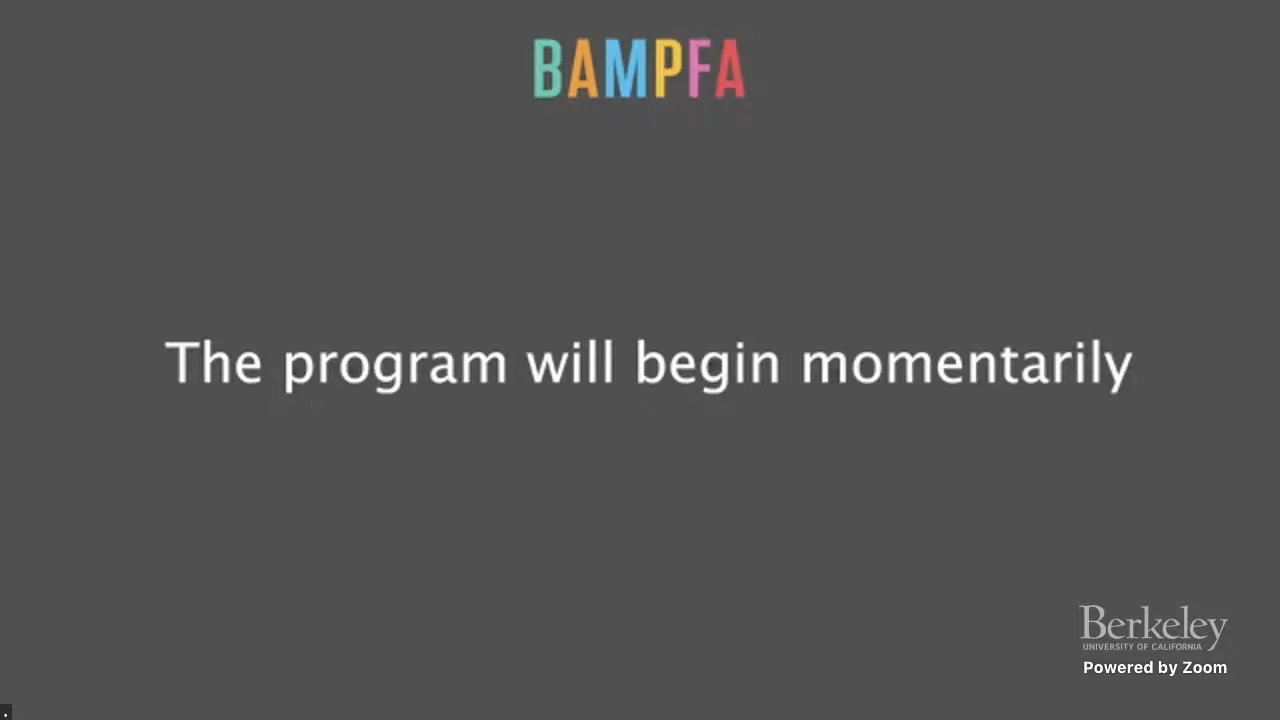 BAMPFA
The program will begin momentarily
Berkeley
UNIVERSITY OF CALIFORNIA
Powered by Zoom